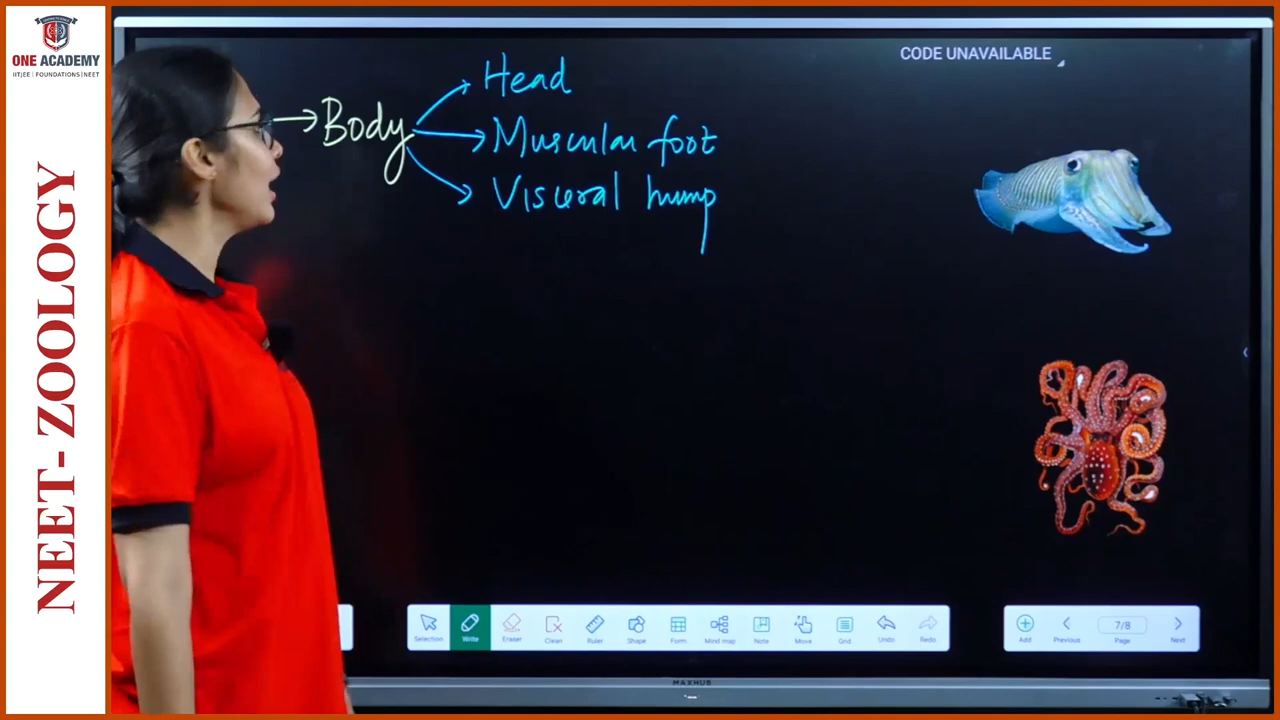 ONE ACADEMY
IIT|JEE | FOUNDATIONS | NEET
NEET- ZOOLOGY
CODE UNAVAILABLE
Head
→ Body
Muscular foot
Visceral hump
Selection
Write
Eraser
Clean
Ruler
Shape
Form
Mind map
Note
Move
Grid
Undo
Redo
Add
Previous
7/8
Page
Next
MAXHUB